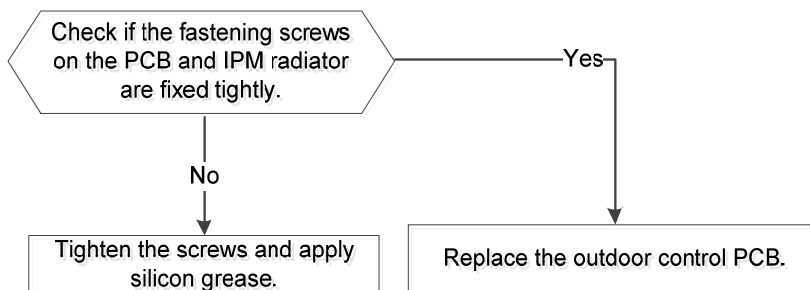 Check if the fastening screws
on the PCB and IPM radiator
are fixed tightly.
Yes
No
Tighten the screws and apply
silicon grease.
Replace the outdoor control PCB.